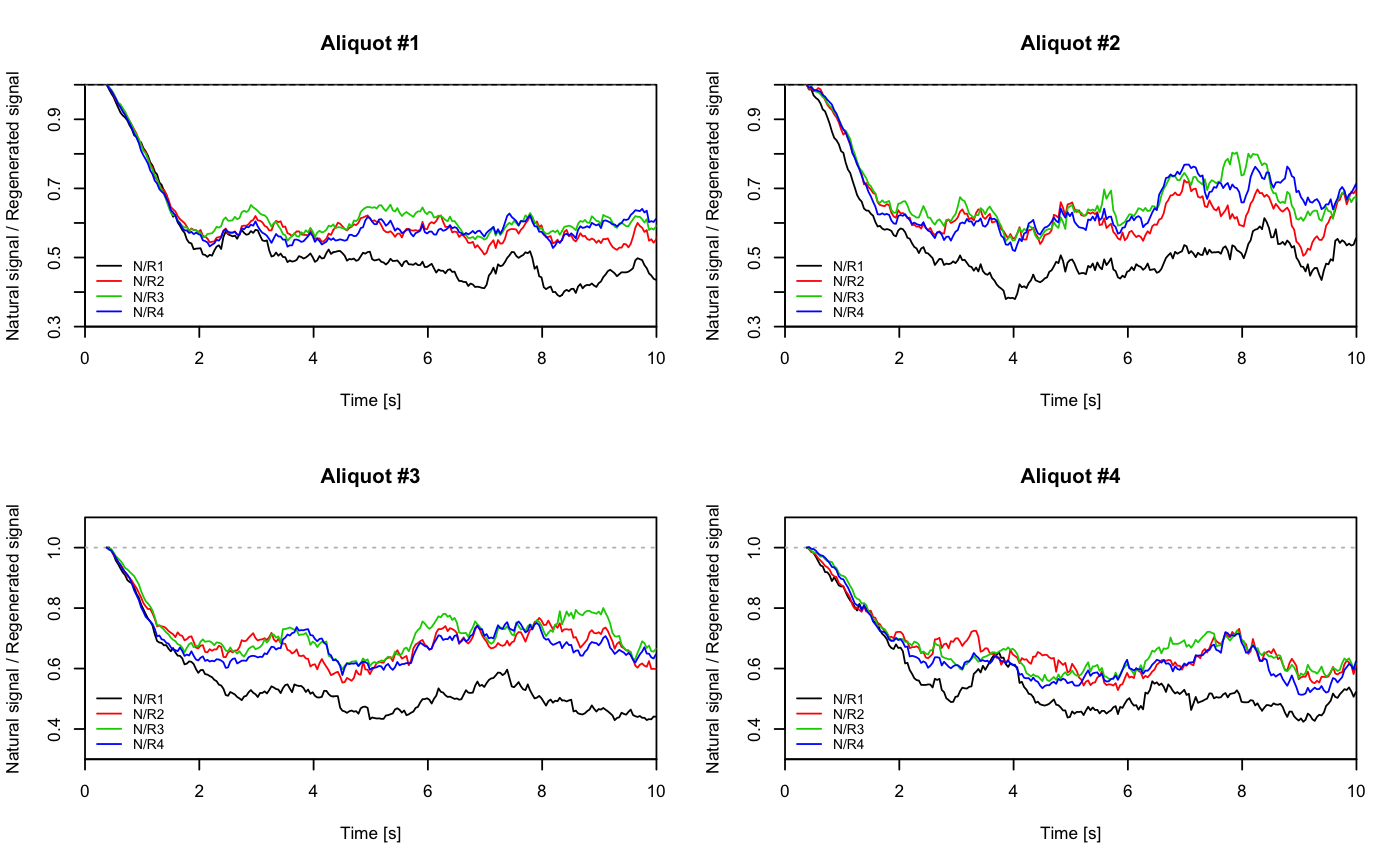 Aliquot #1
Natural signal / Regenerated signal
0.9
0.7
0.5
0.3
N/R1
N/R2
N/R3
N/R4
0 2 4 6 8 10
Time [s]
Aliquot #2
Natural signal / Regenerated signal
0.9
0.7
0.5
0.3
N/R1
N/R2
N/R3
N/R4
0 2 4 6 8 10
Time [s]
Aliquot #3
Natural signal / Regenerated signal
1.0
0.8
0.6
0.4
N/R1
N/R2
N/R3
N/R4
0 2 4 6 8 10
Time [s]
Aliquot #4
Natural signal / Regenerated signal
1.0
0.8
0.6
0.4
N/R1
N/R2
N/R3
N/R4
0 2 4 6 8 10
Time [s]